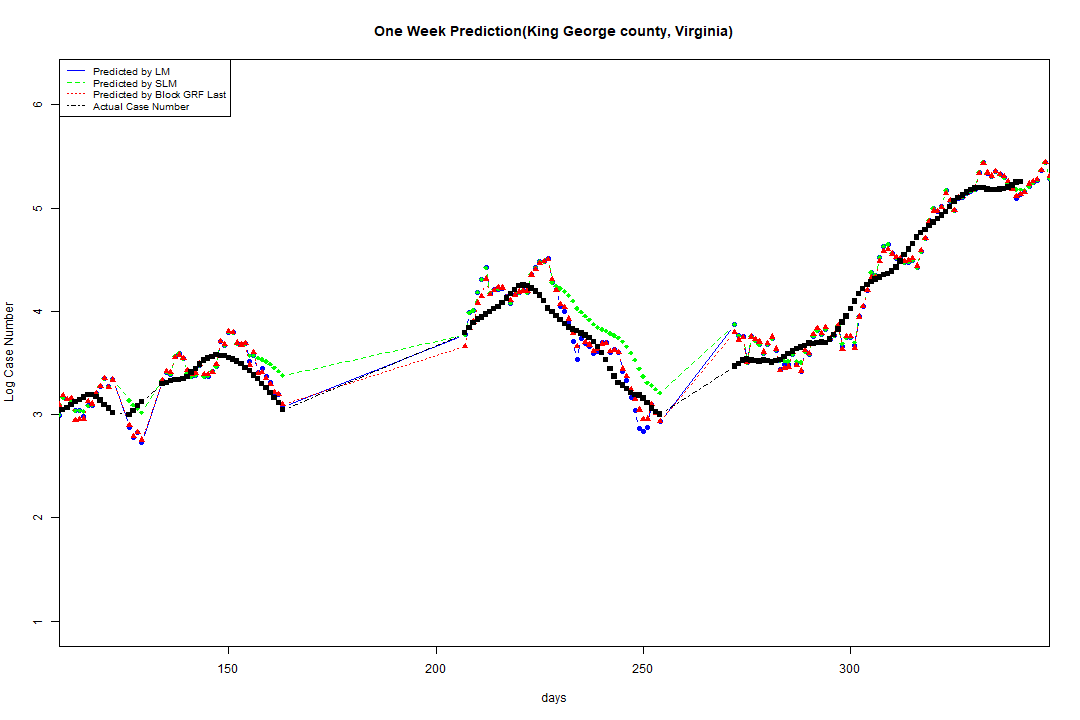 One Week Prediction(King George county, Virginia)
Predicted by LM
Predicted by SLM
Predicted by Block GRF Last
Actual Case Number
6
5
4
3
2
1
Log Case Number
150
200
250
300
days